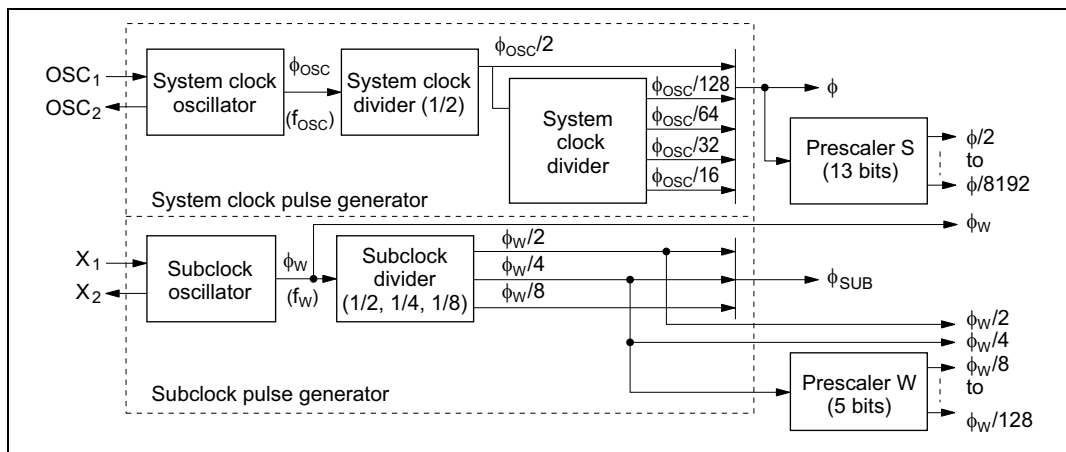 OSC1
OSC2
System clock
oscillator
ϕOSC
(fOSC)
System clock
divider (1/2)
ϕOSC/2
System
clock
divider
ϕOSC/128
ϕOSC/64
ϕOSC/32
ϕOSC/16
ϕ
Prescaler S
(13 bits)
ϕ/2
to
ϕ/8192
System clock pulse generator
ϕW
X1
X2
Subclock
oscillator
ϕW
(fW)
Subclock
divider
(1/2, 1/4, 1/8)
ϕW/2
ϕW/4
ϕW/8
ϕSUB
ϕW/2
ϕW/4
Prescaler W
(5 bits)
ϕW/8
to
ϕW/128
Subclock pulse generator